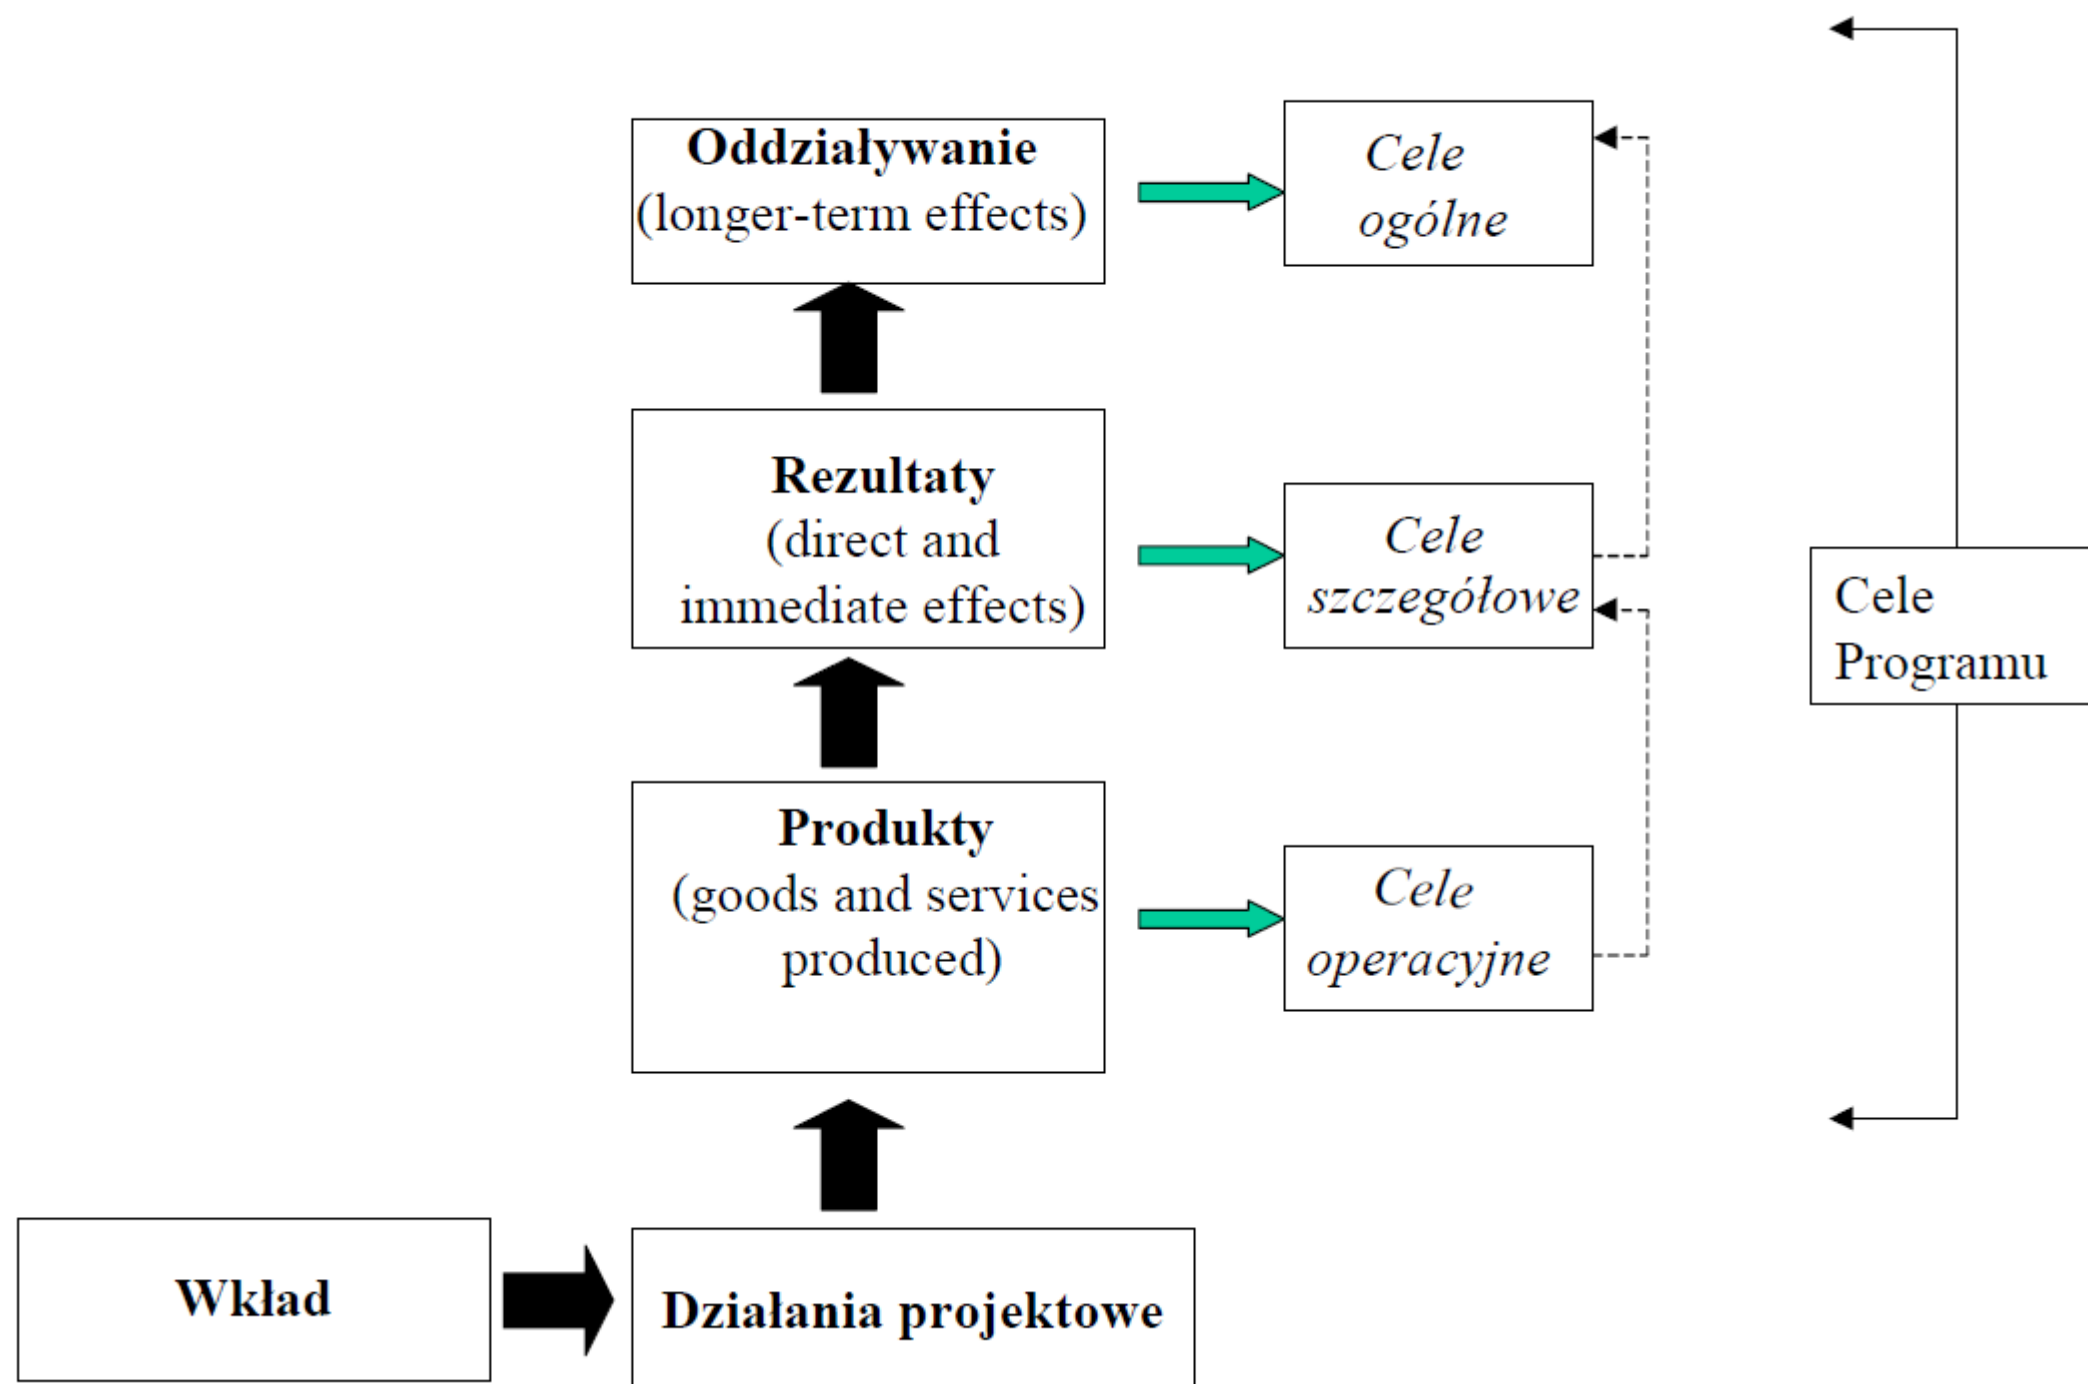 Oddziaływanie
(longer-term effects)
Cele
ogólne
Rezultaty
(direct and
immediate effects)
Cele
szczegółowe
Cele
Programu
Produkty
(goods and services
produced)
Cele
operacyjne
Wkład
Działania projektowe